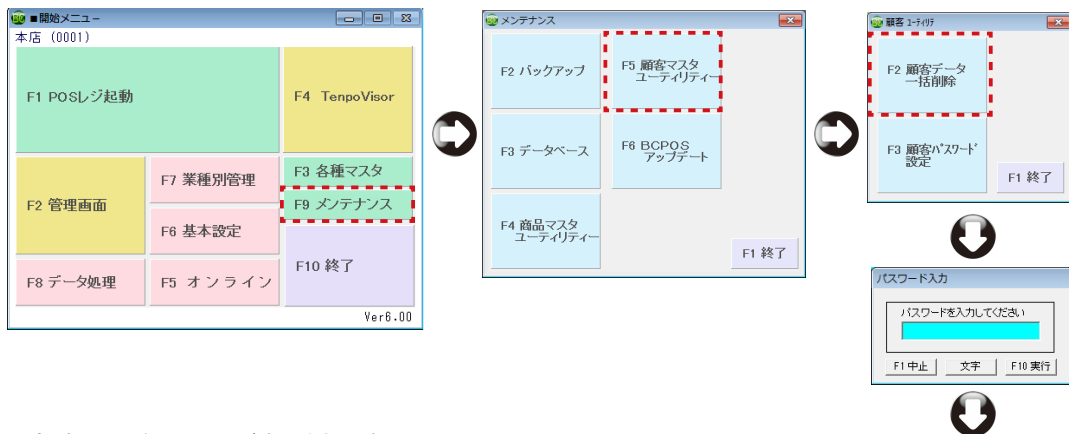 ■開始メニュー
本店 (0001)
F1 POSレジ起動
F4 TenpoVisor
F2 管理画面
F7 業種別管理
F3 各種マスタ
F9 メンテナンス
F6 基本設定
F10 終了
F8 データ処理
F5 オンライン
Ver6.00
メンテナンス
F2 バックアップ
F5 顧客マスタ
ユーティリティー
F3 データベース
F6 BCPOS
アップデート
F4 商品マスタ
ユーティリティー
F1 終了
顧客 ユーティリテ
F2 顧客データ
一括削除
F3 顧客パスワード
設定
F1 終了
パスワード入力
パスワードを入力してください
F1 中止
文字
F10 実行